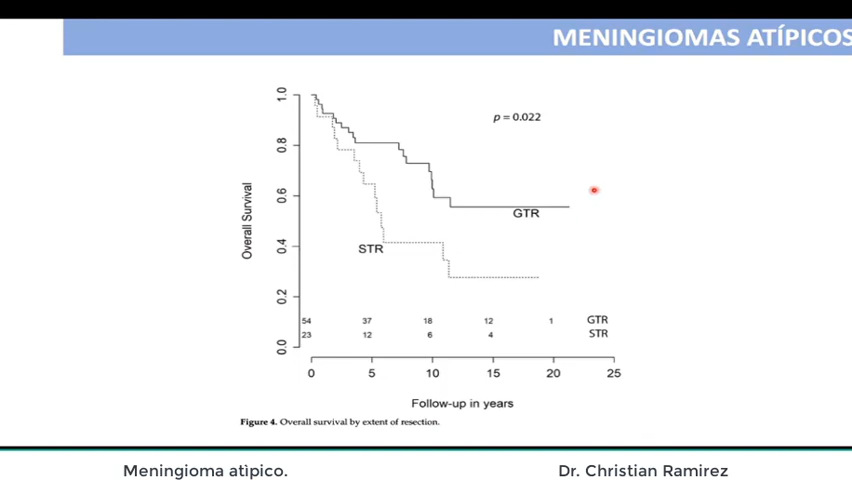 MENINGIOMAS ATÍPICOS
1.0
p = 0.022
0.8
0.6
GTR
Overall Survival
0.4
STR
0.2
54 37 18 12 1 GTR
23 12 6 4 STR
0.0
0 5 10 15 20 25
Follow-up in years
Figure 4. Overall survival by extent of resection.
Meningioma atìpico. Dr. Christian Ramirez